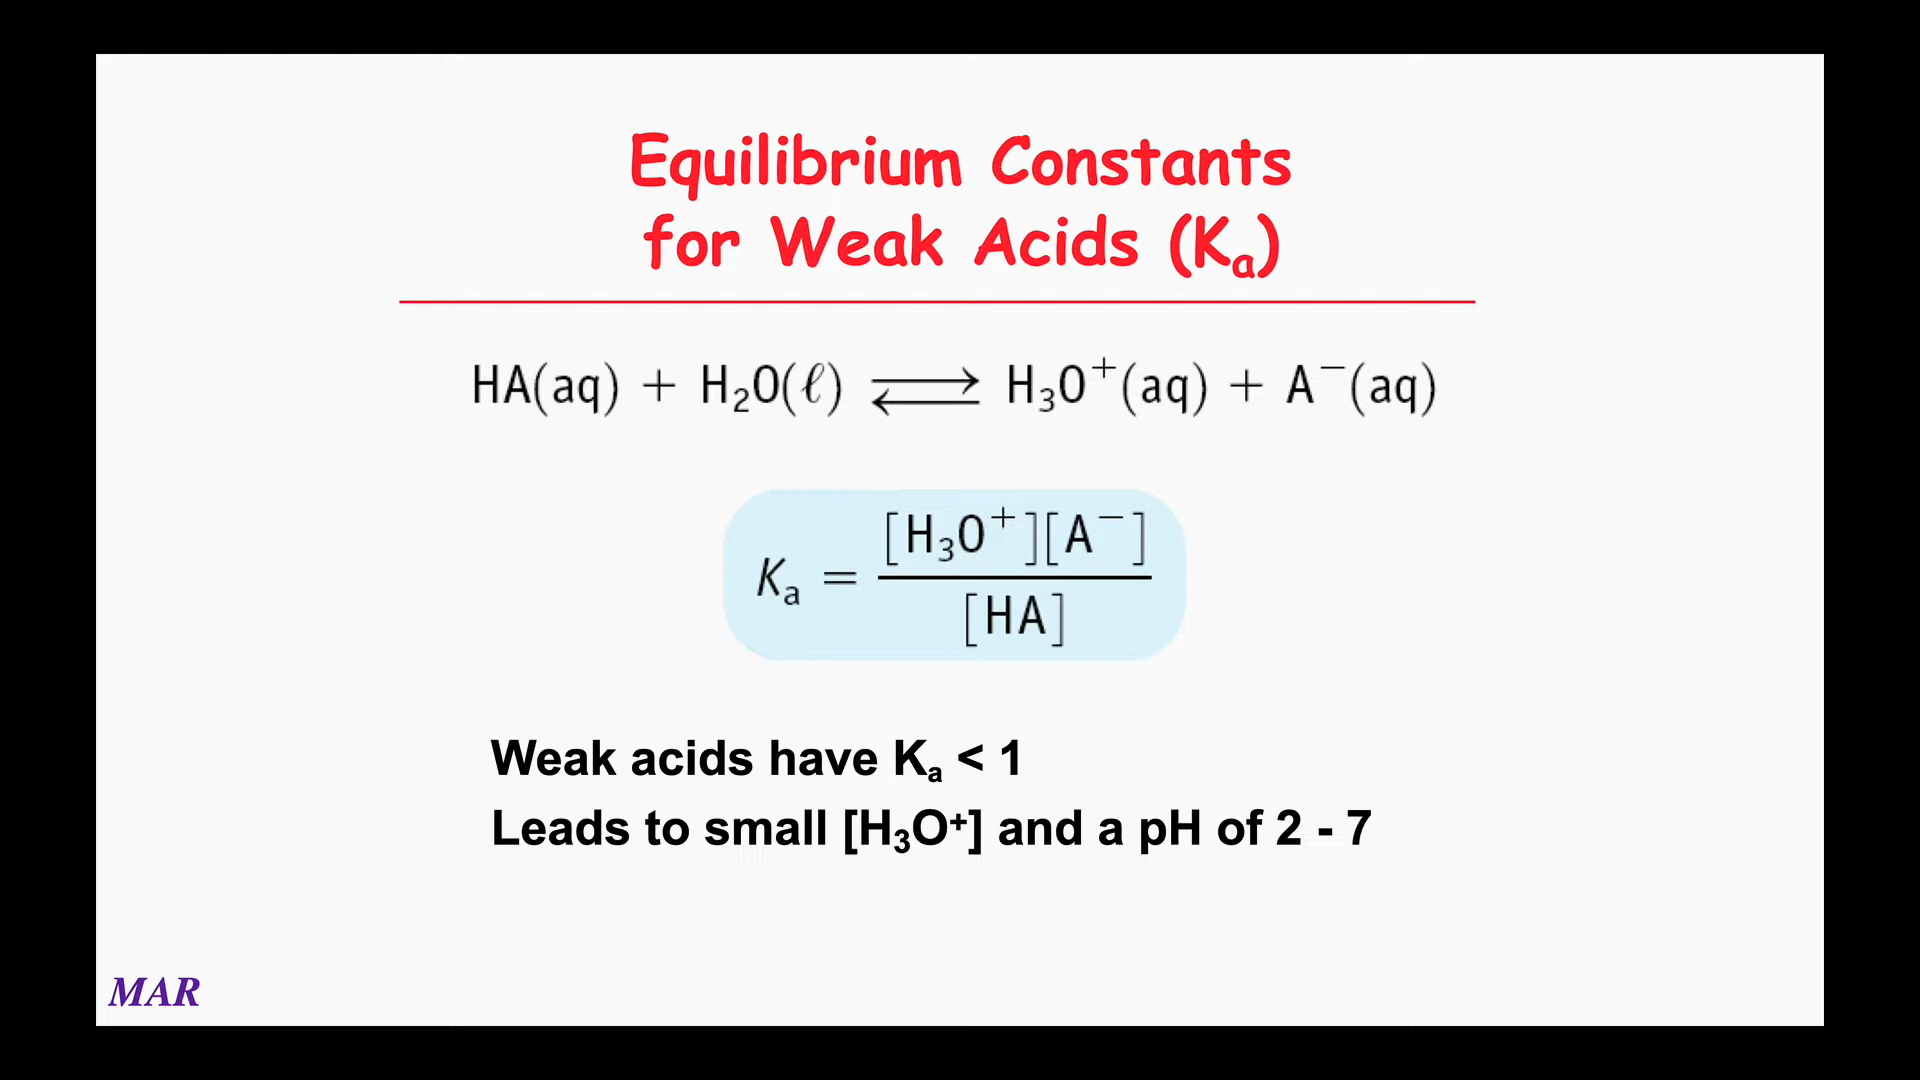 Equilibrium Constants
for Weak Acids (Kₐ)
HA(aq) + H₂O(ℓ) ⇌ H₃O⁺(aq) + A⁻(aq)
Kₐ = [H₃O⁺][A⁻] / [HA]
Weak acids have Kₐ < 1
Leads to small [H₃O⁺] and a pH of 2 - 7
MAR